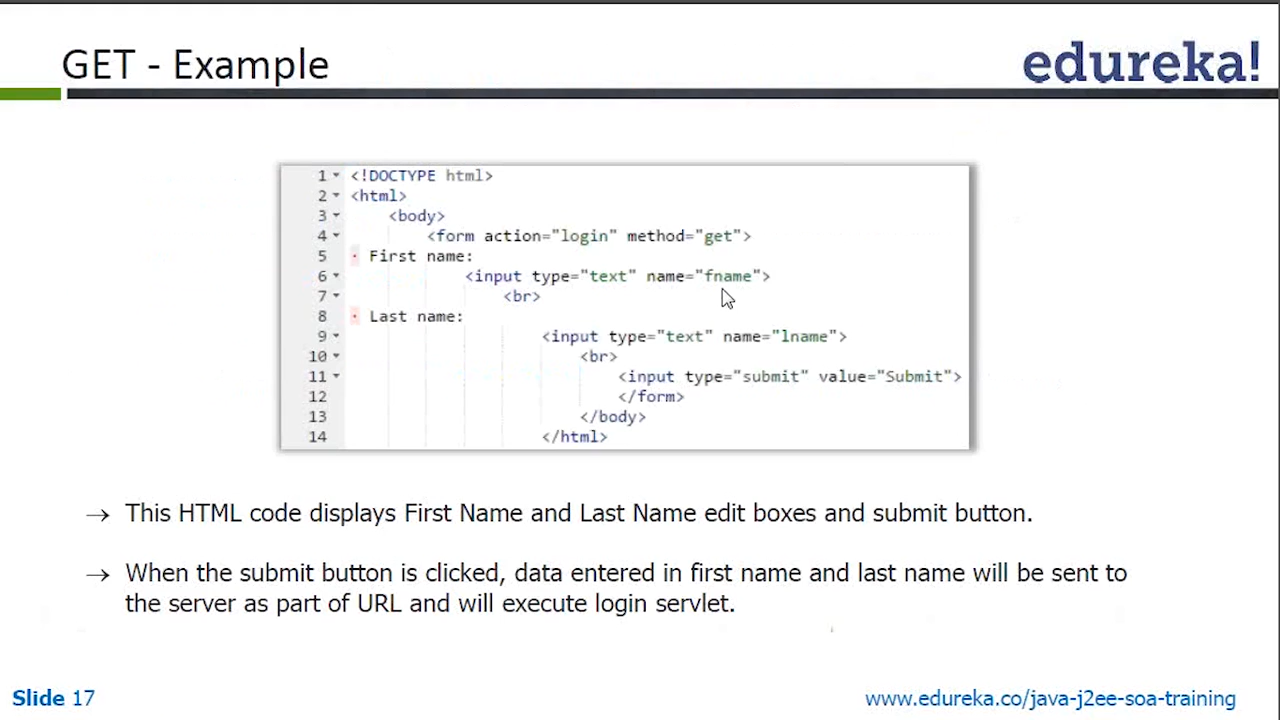 GET - Example
edureka!
1 <!DOCTYPE html>
2 <html>
3 <body>
4 <form action="login" method="get">
5 · First name:
6 <input type="text" name="fname">
7 <br>
8 · Last name:
9 <input type="text" name="lname">
10 <br>
11 <input type="submit" value="Submit">
12 </form>
13 </body>
14 </html>
→ This HTML code displays First Name and Last Name edit boxes and submit button.
→ When the submit button is clicked, data entered in first name and last name will be sent to
the server as part of URL and will execute login servlet.
Slide 17
www.edureka.co/java-j2ee-soa-training